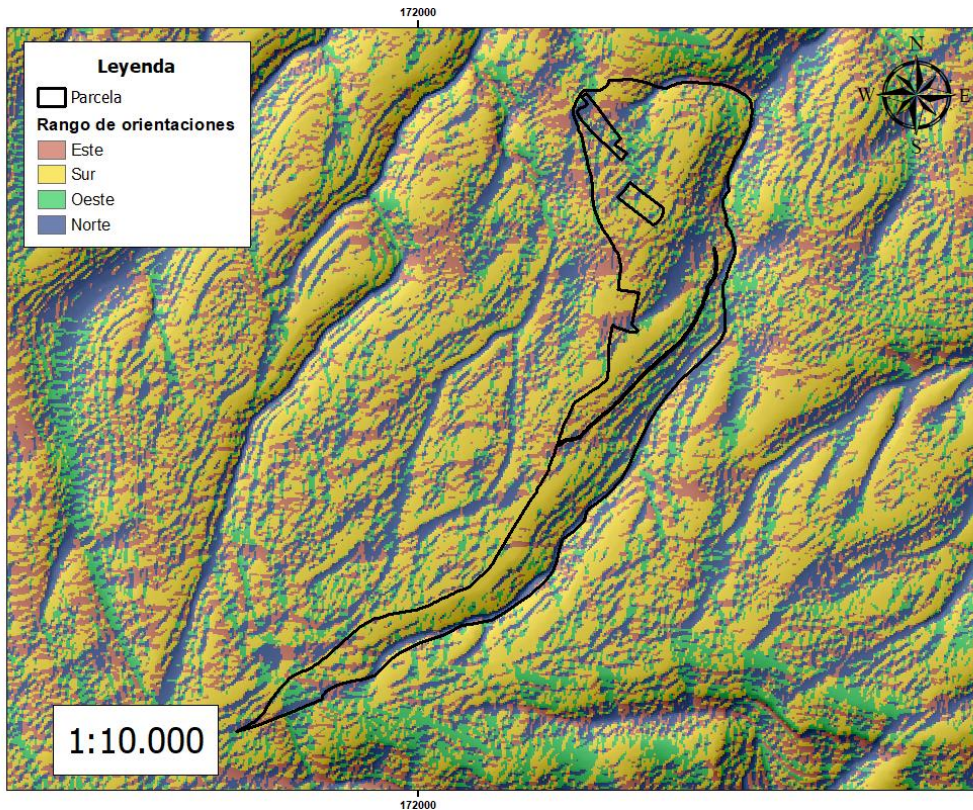 172000
Leyenda
Parcela
Rango de orientaciones
Este
Sur
Oeste
Norte
N
W E
S
1:10.000
172000